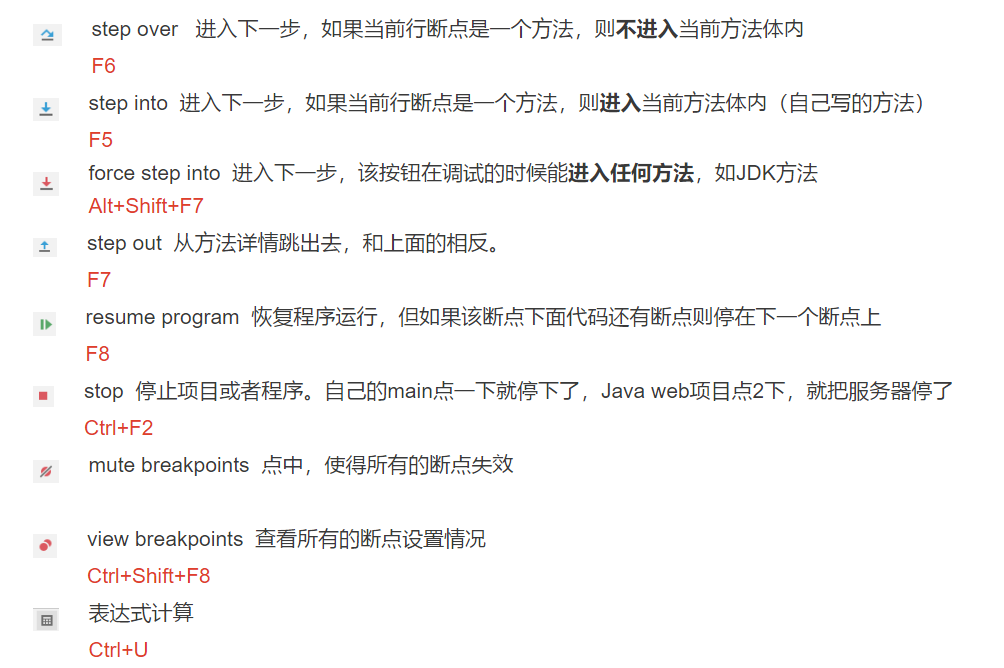 step over 进入下一步，如果当前行断点是一个方法，则不进入当前方法体内
F6
step into 进入下一步，如果当前行断点是一个方法，则进入当前方法体内（自己写的方法）
F5
force step into 进入下一步，该按钮在调试的时候能进入任何方法，如JDK方法
Alt+Shift+F7
step out 从方法详情跳出去，和上面的相反。
F7
resume program 恢复程序运行，但如果该断点下面代码还有断点则停在下一个断点上
F8
stop 停止项目或者程序。自己的main点一下就停下了，Java web项目点2下，就把服务器停了
Ctrl+F2
mute breakpoints 点中，使得所有的断点失效
view breakpoints 查看所有的断点设置情况
Ctrl+Shift+F8
表达式计算
Ctrl+U